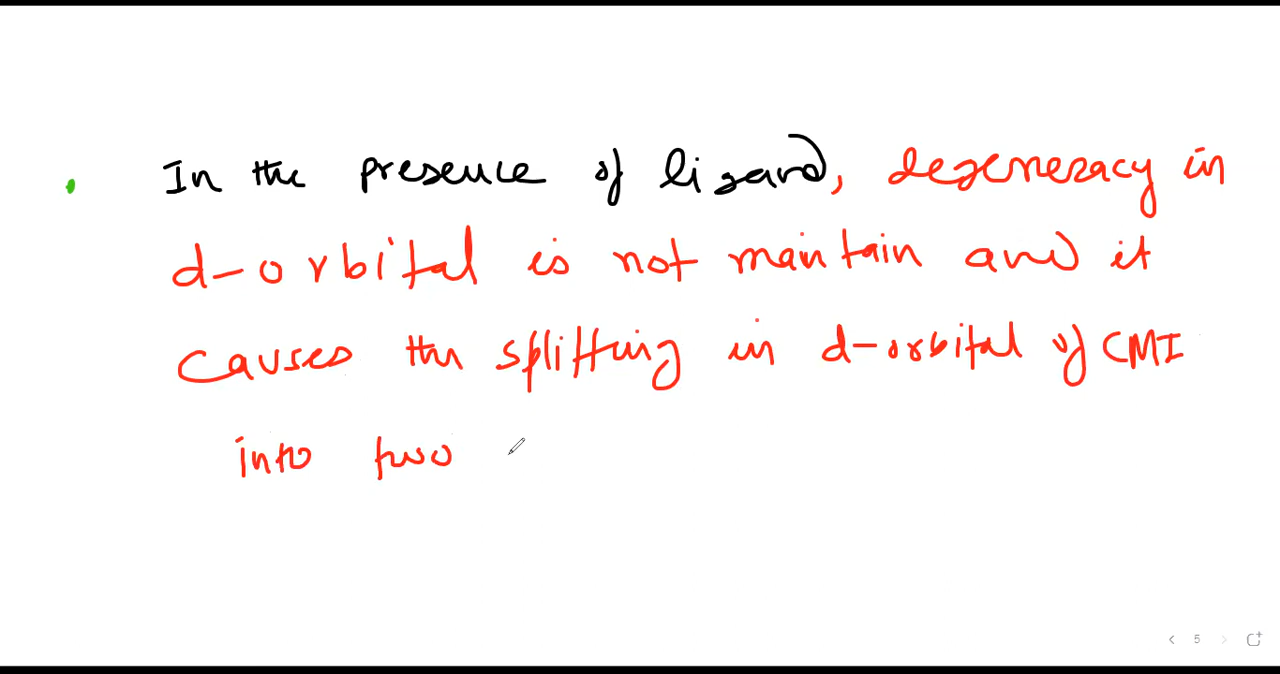 In the presence of ligand, degeneracy in
d-orbital is not maintain and it
causes the splitting in d-orbital of CMI
into two
5